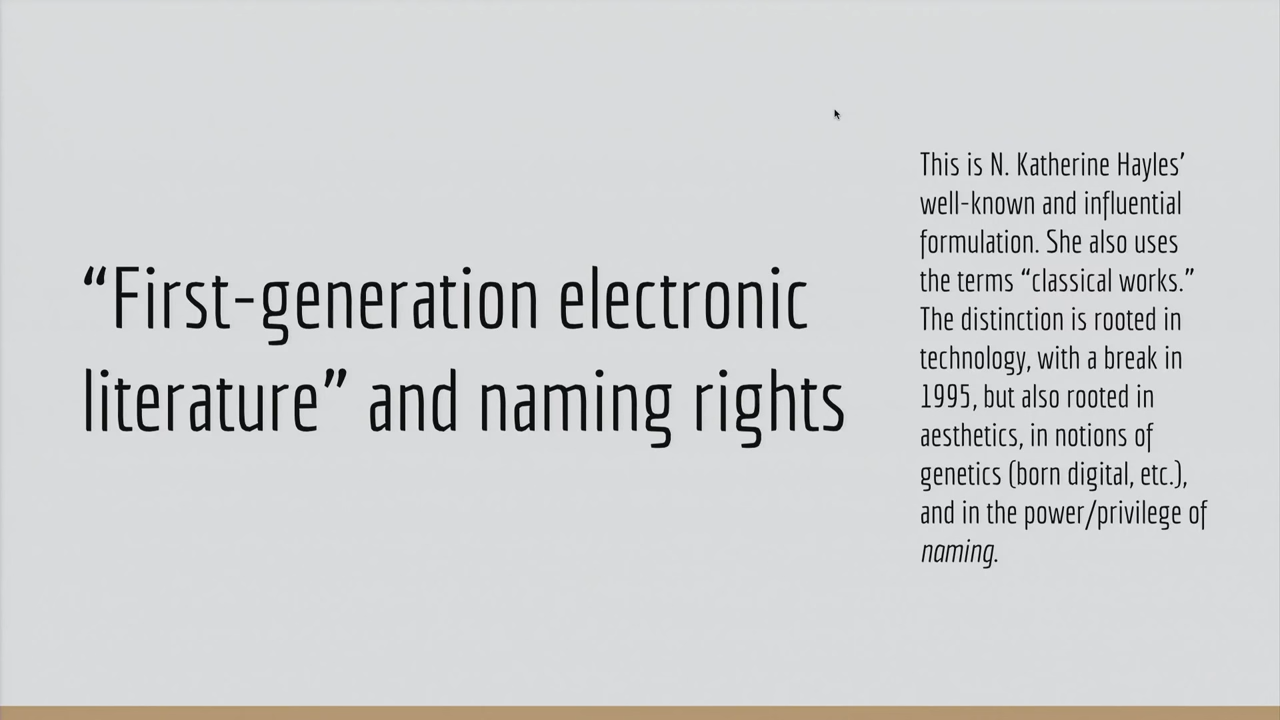 “First-generation electronic
literature” and naming rights
This is N. Katherine Hayles’
well-known and influential
formulation. She also uses
the terms “classical works.”
The distinction is rooted in
technology, with a break in
1995, but also rooted in
aesthetics, in notions of
genetics (born digital, etc.),
and in the power/privilege of
naming.